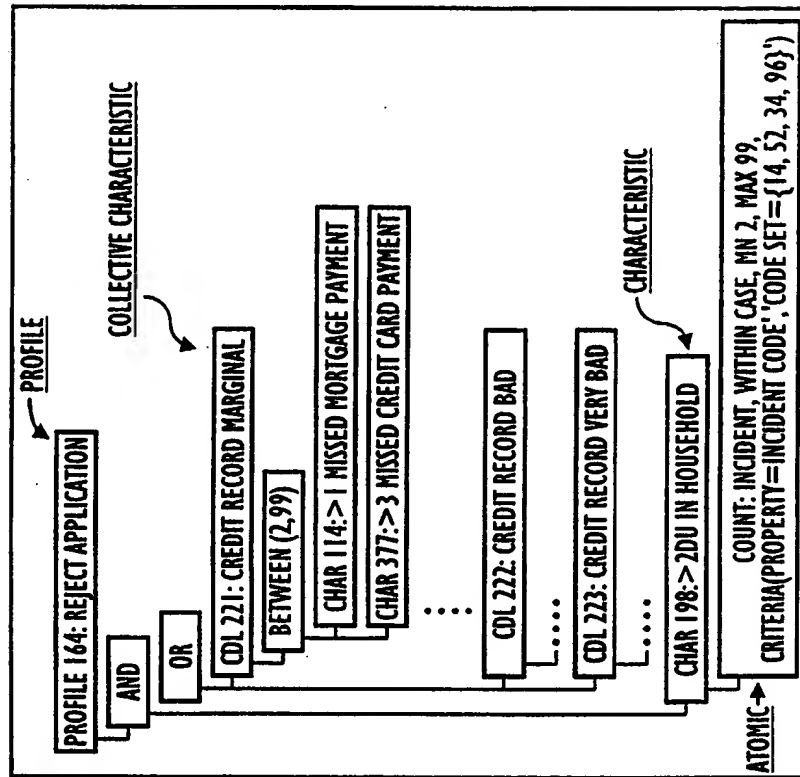 PROFILE
PROFILE 164: REJECT APPLICATION
AND
OR
COLLECTIVE CHARACTERISTIC
CDL 221: CREDIT RECORD MARGINAL
BETWEEN (2,99)
CHAR 114:>1 MISSED MORTGAGE PAYMENT
CHAR 377:>3 MISSED CREDIT CARD PAYMENT
CDL 222: CREDIT RECORD BAD
CDL 223: CREDIT RECORD VERY BAD
CHARACTERISTIC
CHAR 198:> 2DU IN HOUSEHOLD
ATOMIC
COUNT: INCIDENT, WITHIN CASE, MN 2, MAX 99,
CRITERIA(PROPERTY=INCIDENT CODE','CODE SET={14, 52, 34, 96}')